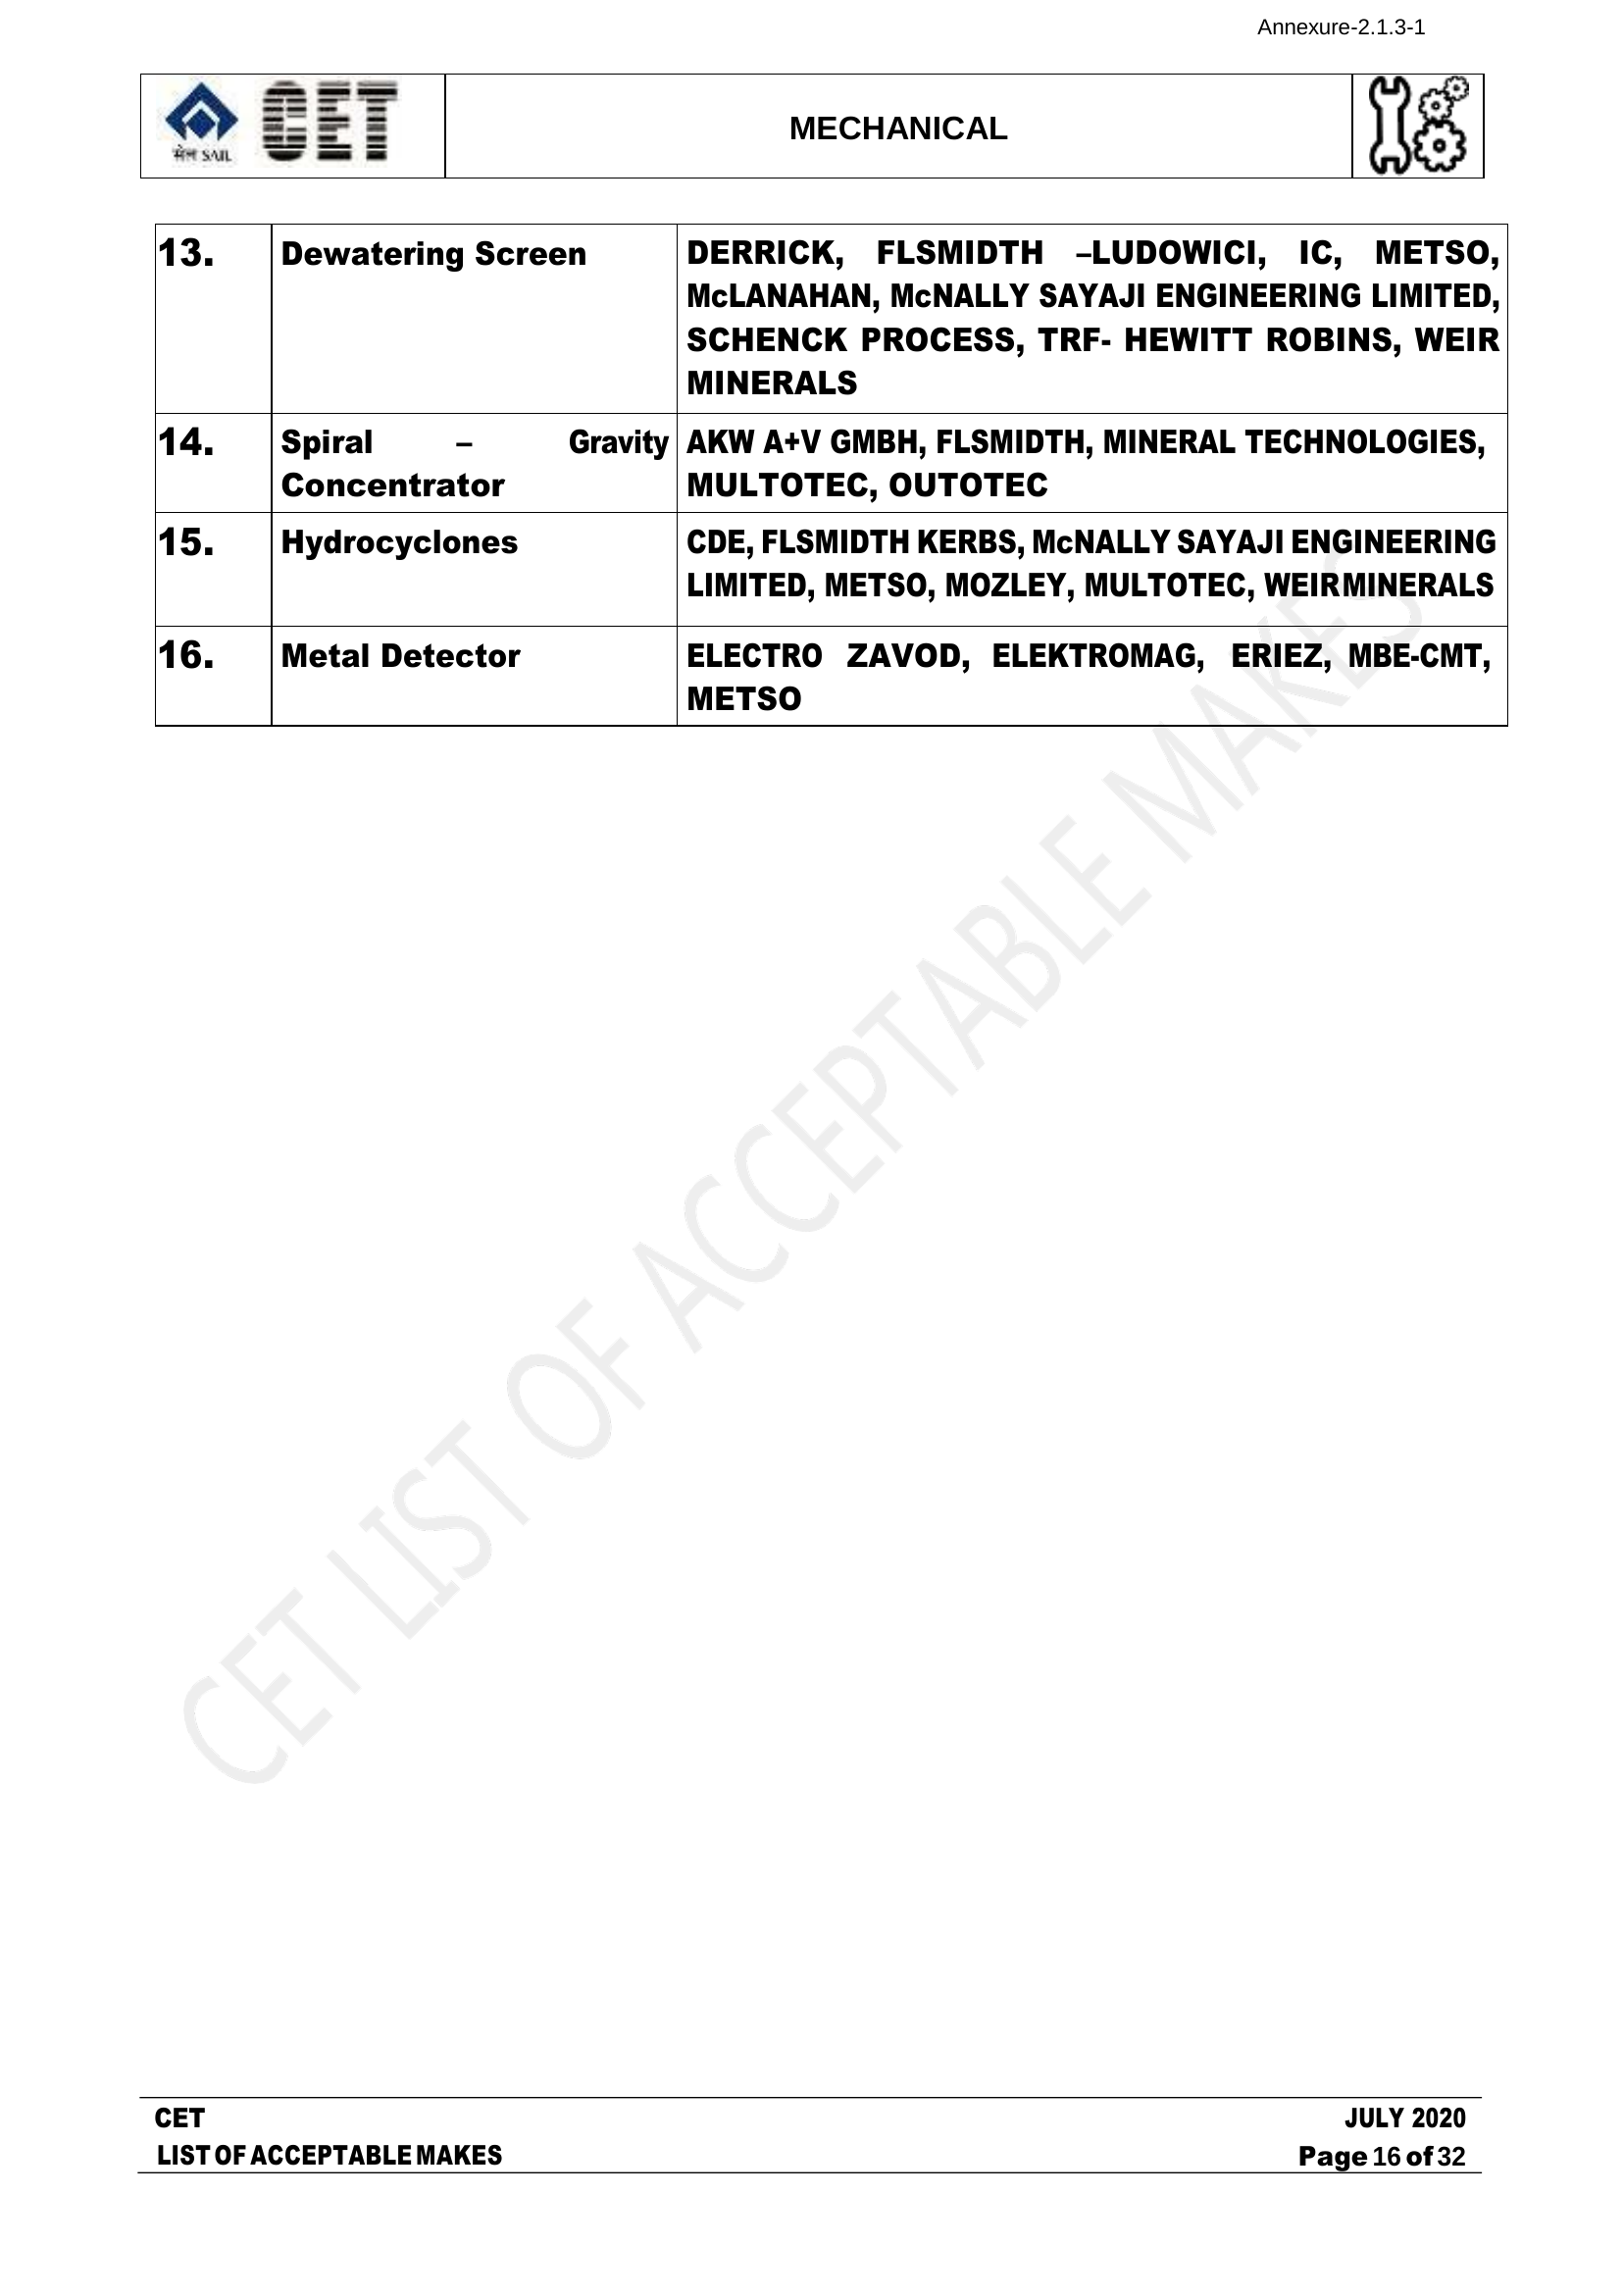 Annexure-2.1.3-1
सेल SAIL
CET
MECHANICAL
13.
Dewatering Screen
DERRICK, FLSMIDTH –LUDOWICI, IC, METSO,
McLANAHAN, McNALLY SAYAJI ENGINEERING LIMITED,
SCHENCK PROCESS, TRF- HEWITT ROBINS, WEIR
MINERALS
14.
Spiral – Gravity
Concentrator
AKW A+V GMBH, FLSMIDTH, MINERAL TECHNOLOGIES,
MULTOTEC, OUTOTEC
15.
Hydrocyclones
CDE, FLSMIDTH KERBS, McNALLY SAYAJI ENGINEERING
LIMITED, METSO, MOZLEY, MULTOTEC, WEIRMINERALS
16.
Metal Detector
ELECTRO ZAVOD, ELEKTROMAG, ERIEZ, MBE-CMT,
METSO
CET LIST OF ACCEPTABLE MAKES
CET
JULY 2020
LIST OF ACCEPTABLE MAKES
Page 16 of 32